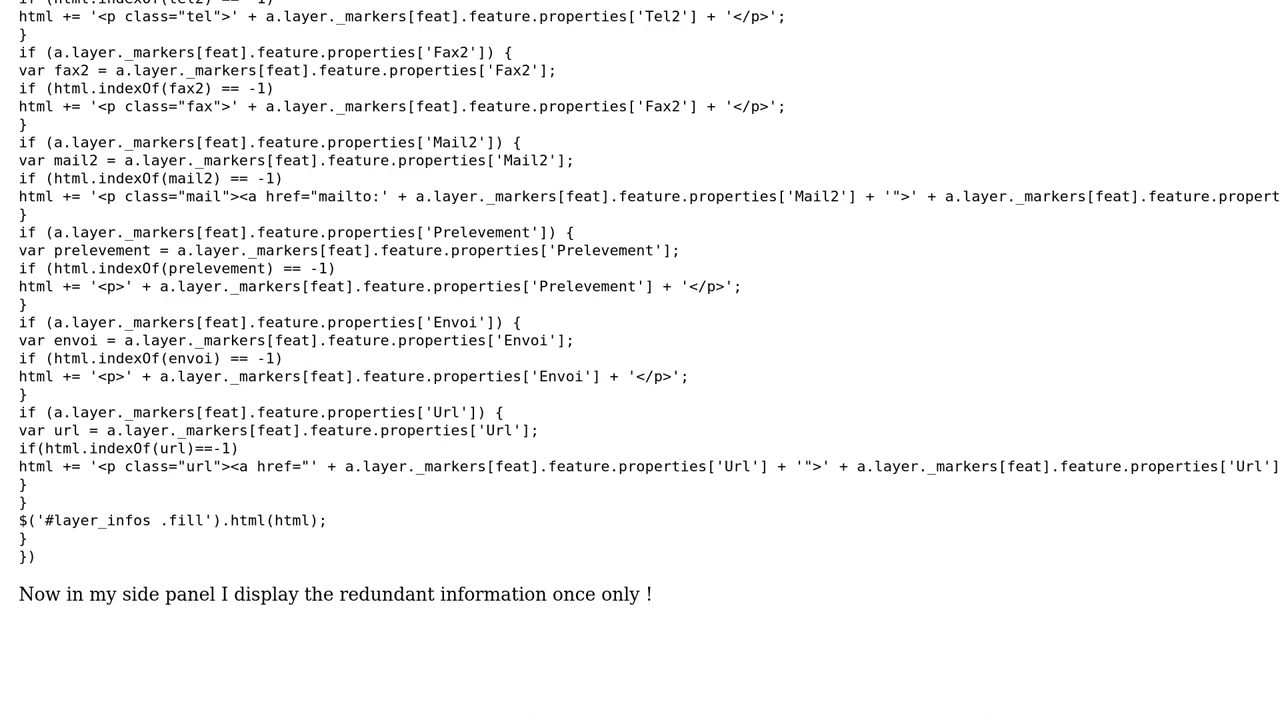 if (html.indexOf(tel2) == -1)
html += '<p class="tel">' + a.layer._markers[feat].feature.properties['Tel2'] + '</p>';
}
if (a.layer._markers[feat].feature.properties['Fax2']) {
var fax2 = a.layer._markers[feat].feature.properties['Fax2'];
if (html.indexOf(fax2) == -1)
html += '<p class="fax">' + a.layer._markers[feat].feature.properties['Fax2'] + '</p>';
}
if (a.layer._markers[feat].feature.properties['Mail2']) {
var mail2 = a.layer._markers[feat].feature.properties['Mail2'];
if (html.indexOf(mail2) == -1)
html += '<p class="mail"><a href="mailto:' + a.layer._markers[feat].feature.properties['Mail2'] + '">' + a.layer._markers[feat].feature.propert
}
if (a.layer._markers[feat].feature.properties['Prelevement']) {
var prelevement = a.layer._markers[feat].feature.properties['Prelevement'];
if (html.indexOf(prelevement) == -1)
html += '<p>' + a.layer._markers[feat].feature.properties['Prelevement'] + '</p>';
}
if (a.layer._markers[feat].feature.properties['Envoi']) {
var envoi = a.layer._markers[feat].feature.properties['Envoi'];
if (html.indexOf(envoi) == -1)
html += '<p>' + a.layer._markers[feat].feature.properties['Envoi'] + '</p>';
}
if (a.layer._markers[feat].feature.properties['Url']) {
var url = a.layer._markers[feat].feature.properties['Url'];
if(html.indexOf(url)==-1)
html += '<p class="url"><a href="' + a.layer._markers[feat].feature.properties['Url'] + '">' + a.layer._markers[feat].feature.properties['Url']
}
}
$('#layer_infos .fill').html(html);
}
})
Now in my side panel I display the redundant information once only !